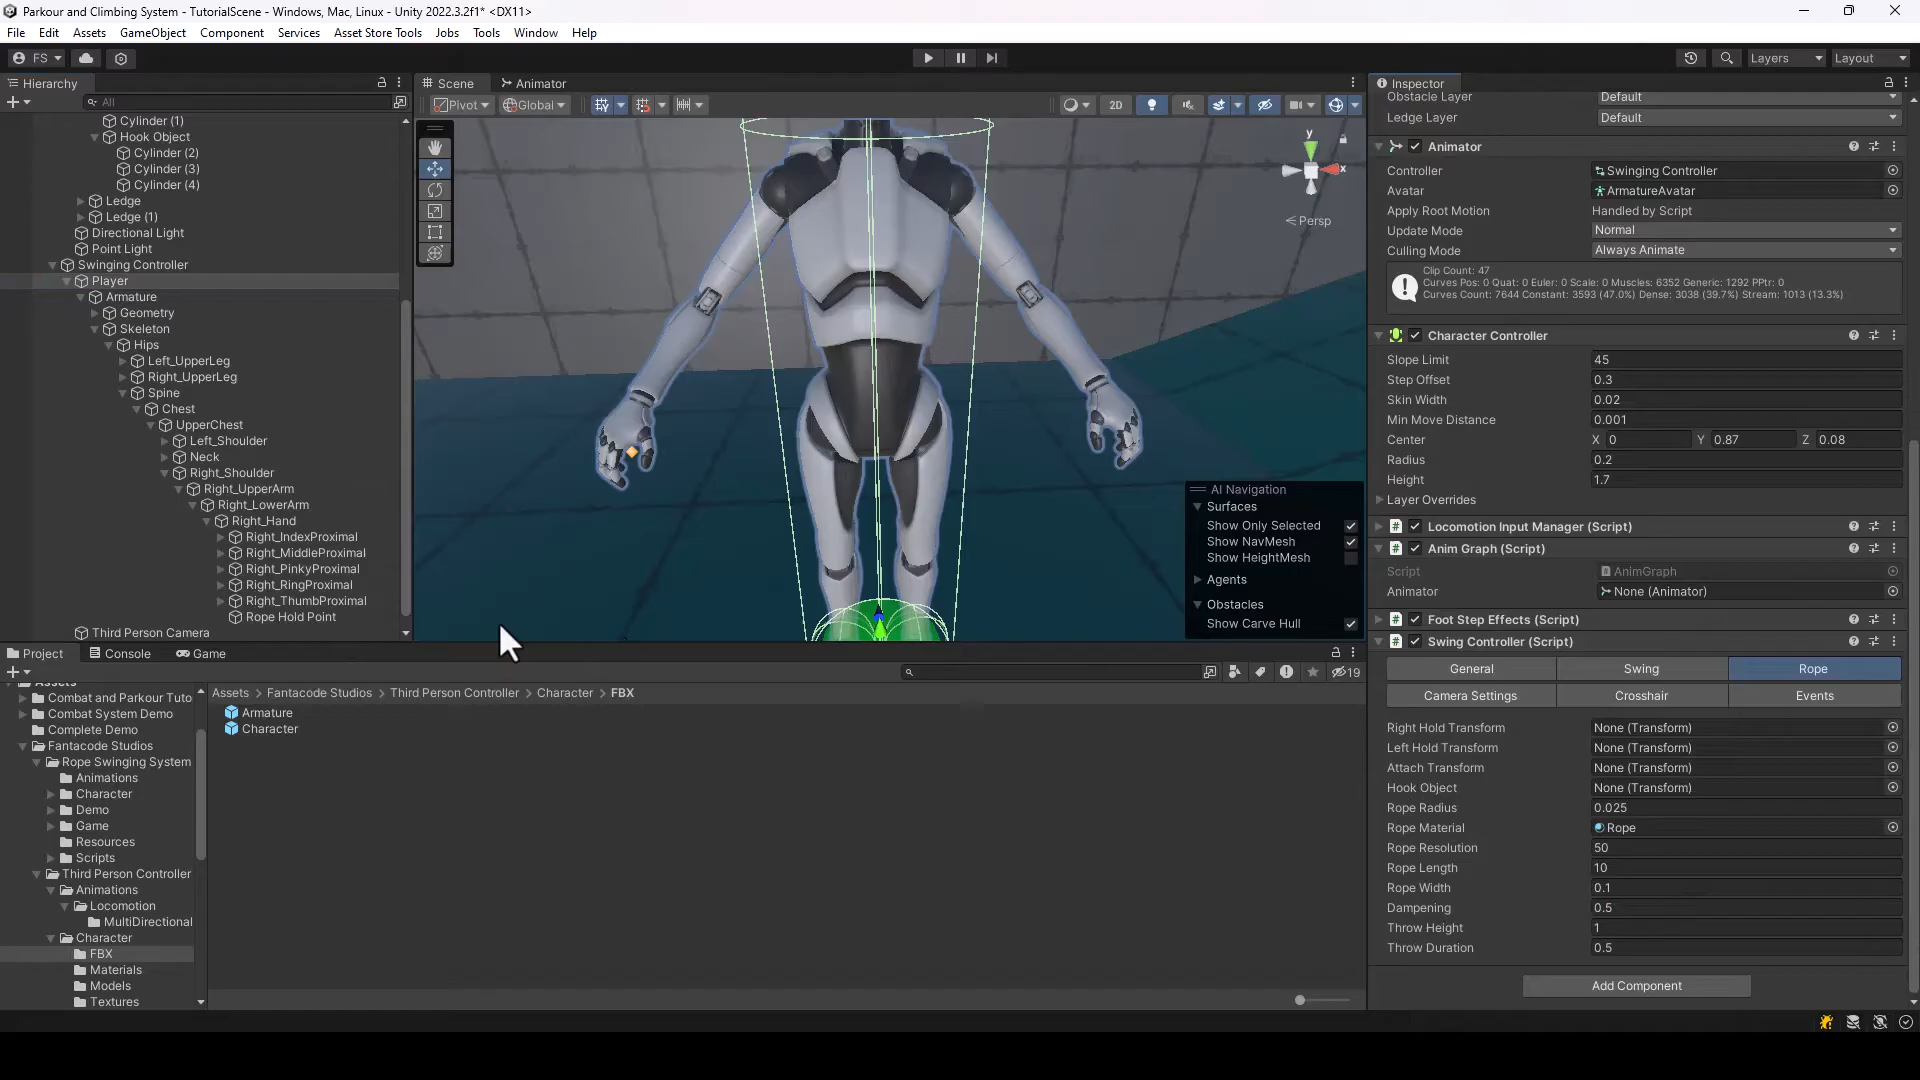 Parkour and Climbing System - TutorialScene - Windows, Mac, Linux - Unity 2022.3.2f1* <DX11>
File Edit Assets GameObject Component Services Asset Store Tools Jobs Tools Window Help
FS
Layers Layout
Hierarchy
All
Cylinder (1)
Hook Object
Cylinder (2)
Cylinder (3)
Cylinder (4)
Ledge
Ledge (1)
Directional Light
Point Light
Swinging Controller
Player
Armature
Geometry
Skeleton
Hips
Left_UpperLeg
Right_UpperLeg
Spine
Chest
UpperChest
Left_Shoulder
Neck
Right_Shoulder
Right_UpperArm
Right_LowerArm
Right_Hand
Right_IndexProximal
Right_MiddleProximal
Right_PinkyProximal
Right_RingProximal
Right_ThumbProximal
Rope Hold Point
Third Person Camera
Scene Animator
Pivot Global 2D
y
x
Persp
AI Navigation
Surfaces
Show Only Selected
Show NavMesh
Show HeightMesh
Agents
Obstacles
Show Carve Hull
Inspector
Obstacle Layer Default
Ledge Layer Default
Animator
Controller Swinging Controller
Avatar ArmatureAvatar
Apply Root Motion Handled by Script
Update Mode Normal
Culling Mode Always Animate
Clip Count: 47
Curves Pos: 0 Quat: 0 Euler: 0 Scale: 0 Muscles: 6352 Generic: 1292 PPtr: 0
Curves Count: 7644 Constant: 3593 (47.0%) Dense: 3038 (39.7%) Stream: 1013 (13.3%)
Character Controller
Slope Limit 45
Step Offset 0.3
Skin Width 0.02
Min Move Distance 0.001
Center X 0 Y 0.87 Z 0.08
Radius 0.2
Height 1.7
Layer Overrides
Locomotion Input Manager (Script)
Anim Graph (Script)
Script AnimGraph
Animator None (Animator)
Foot Step Effects (Script)
Swing Controller (Script)
General Swing Rope
Camera Settings Crosshair Events
Right Hold Transform None (Transform)
Left Hold Transform None (Transform)
Attach Transform None (Transform)
Hook Object None (Transform)
Rope Radius 0.025
Rope Material Rope
Rope Resolution 50
Rope Length 10
Rope Width 0.1
Dampening 0.5
Throw Height 1
Throw Duration 0.5
Add Component
Project Console Game
19
Assets
Combat and Parkour Tuto
Combat System Demo
Complete Demo
Fantacode Studios
Rope Swinging System
Animations
Character
Demo
Game
Resources
Scripts
Third Person Controller
Animations
Locomotion
MultiDirectional
Character
FBX
Materials
Models
Textures
Assets > Fantacode Studios > Third Person Controller > Character > FBX
Armature
Character